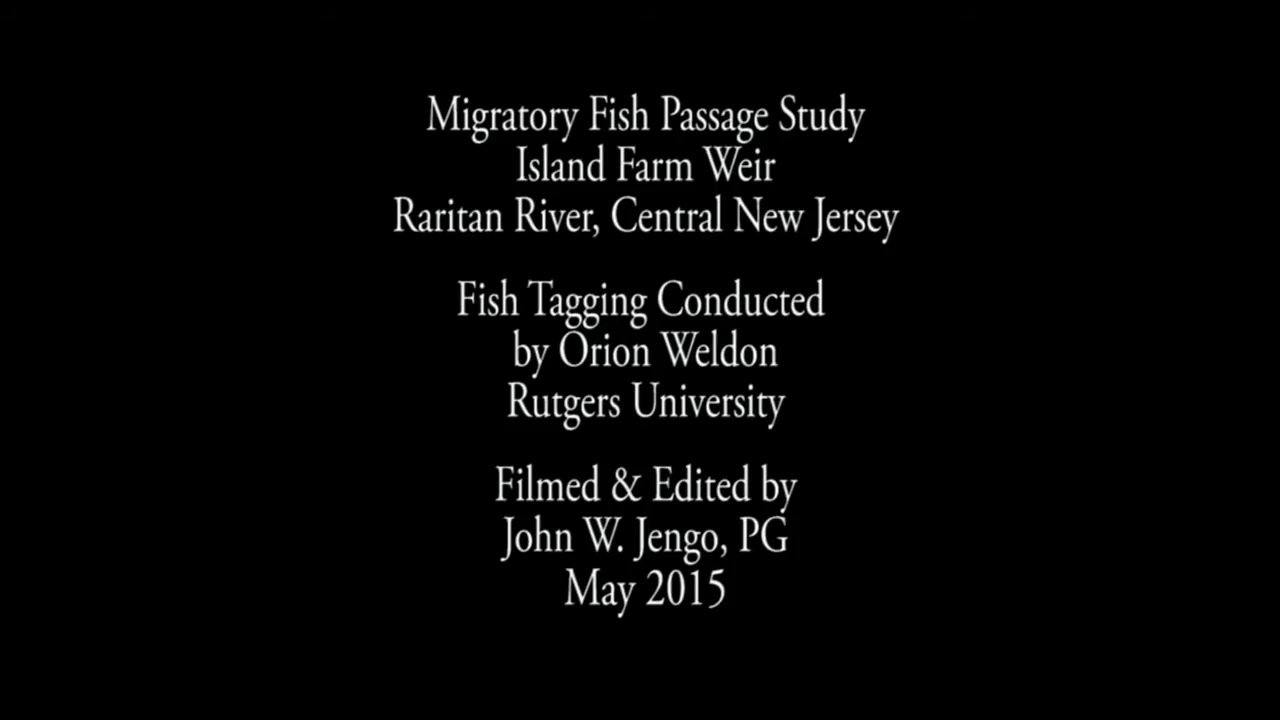 Migratory Fish Passage Study
Island Farm Weir
Raritan River, Central New Jersey
Fish Tagging Conducted
by Orion Weldon
Rutgers University
Filmed & Edited by
John W. Jengo, PG
May 2015